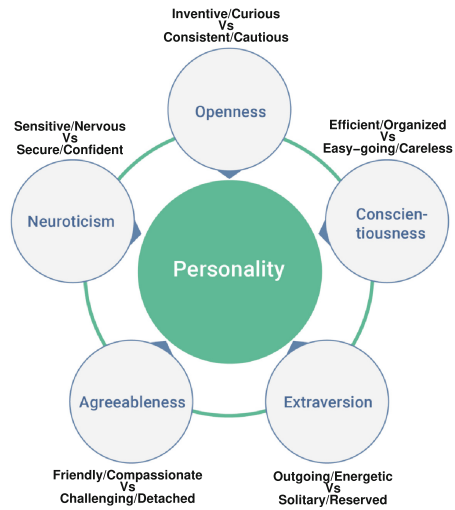 Inventive/Curious
Vs
Consistent/Cautious
Openness
Efficient/Organized
Vs
Easy-going/Careless
Conscien-
tiousness
Sensitive/Nervous
Vs
Secure/Confident
Neuroticism
Personality
Agreeableness
Friendly/Compassionate
Vs
Challenging/Detached
Extraversion
Outgoing/Energetic
Vs
Solitary/Reserved